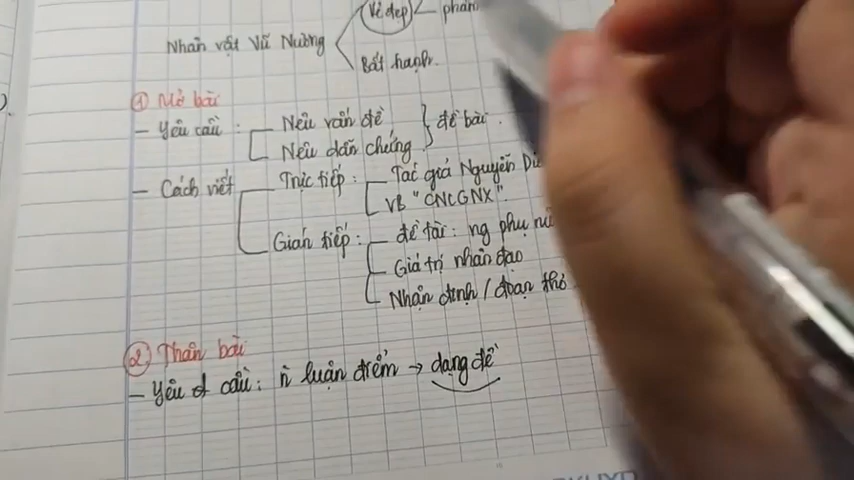 Vẻ đẹp
phẩm
Nhân vật Vũ Nương
Bất hạnh.
① Mở bài
- Yêu cầu : Nêu vấn đề } đề bài.
Nêu dẫn chứng
- Cách viết Trực tiếp : Tác giả Nguyễn
VB "CNCGNX".
Gián tiếp : đề tài : ng phụ nữ
Giá trị nhân đạo
Nhận định / đoạn thơ
② Thân bài
- Yêu cầu : luận điểm → dạng đề